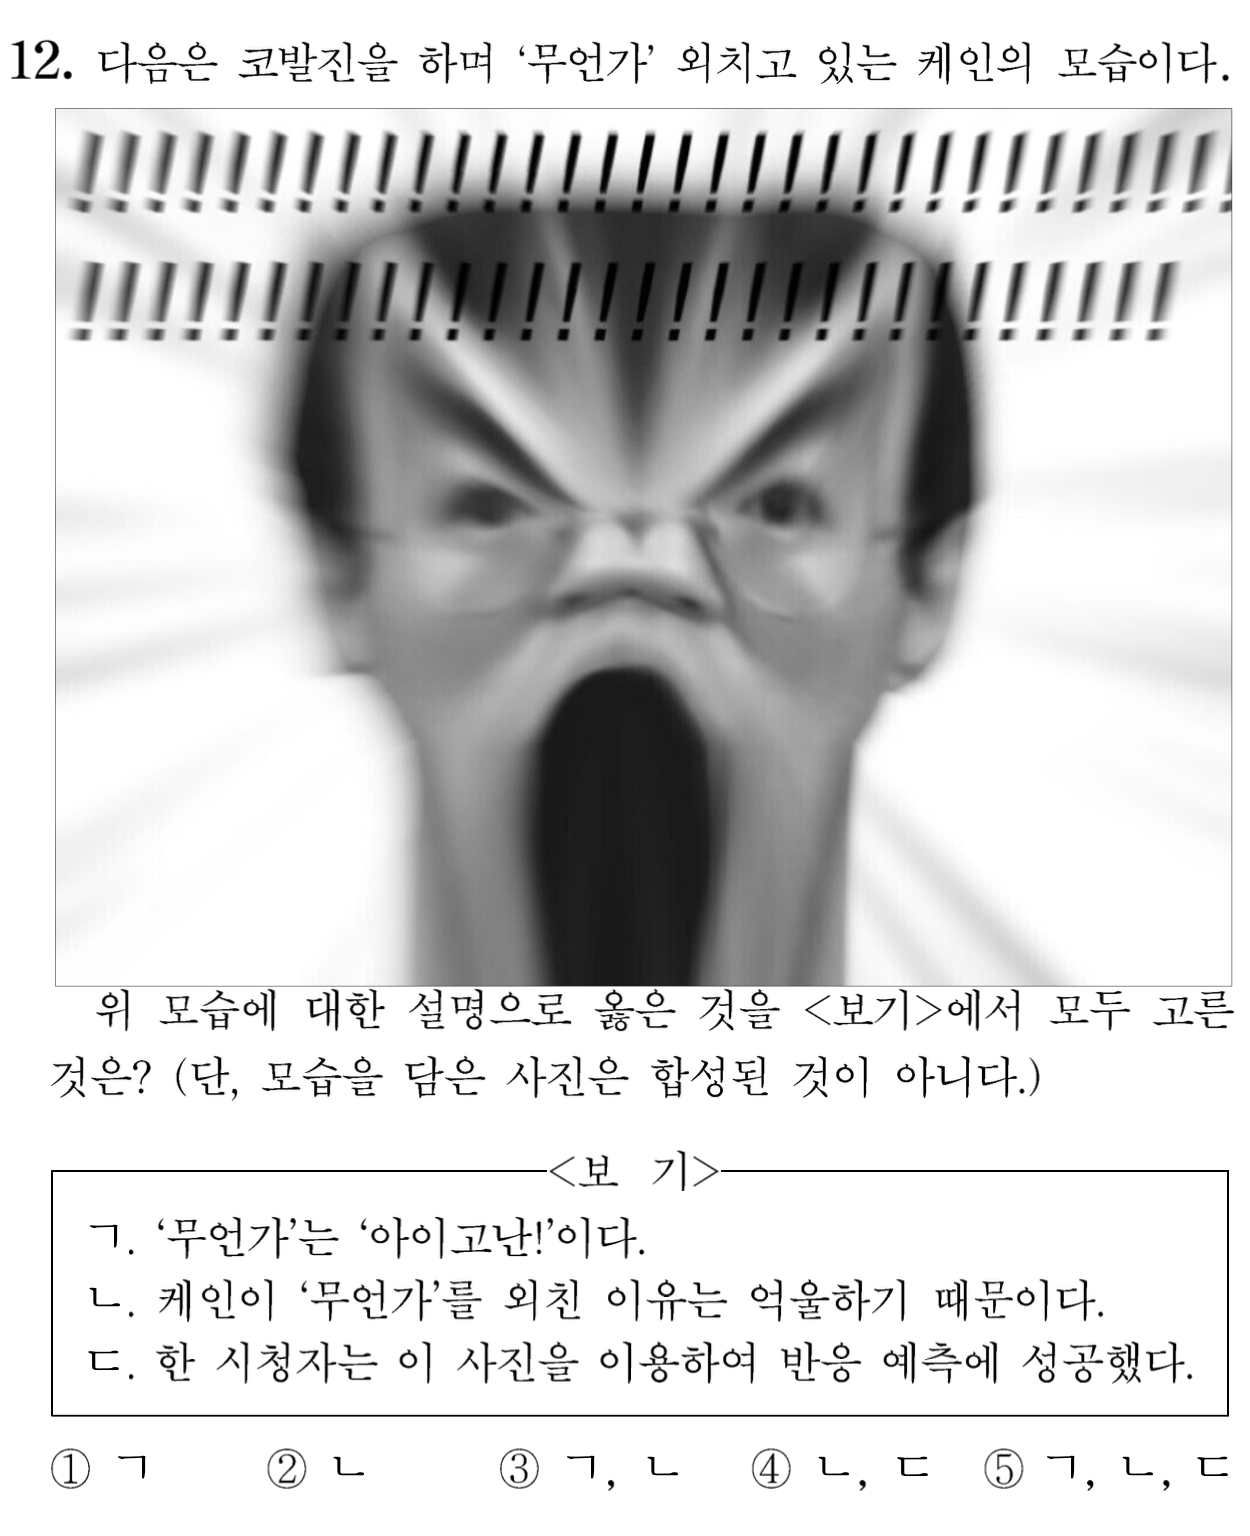 12. 다음은 코발진을 하며 ‘무언가’ 외치고 있는 케인의 모습이다.
!!!!!!!!!!!!!!!!!!!!!!!!!!!!!!!
!!!!!!!!!!!!!!!!!!!!!!!!!!!!!!
위 모습에 대한 설명으로 옳은 것을 <보기>에서 모두 고른
것은? (단, 모습을 담은 사진은 합성된 것이 아니다.)
<보 기>
ㄱ. ‘무언가’는 ‘아이고난!’이다.
ㄴ. 케인이 ‘무언가’를 외친 이유는 억울하기 때문이다.
ㄷ. 한 시청자는 이 사진을 이용하여 반응 예측에 성공했다.
① ㄱ ② ㄴ ③ ㄱ, ㄴ ④ ㄴ, ㄷ ⑤ ㄱ, ㄴ, ㄷ